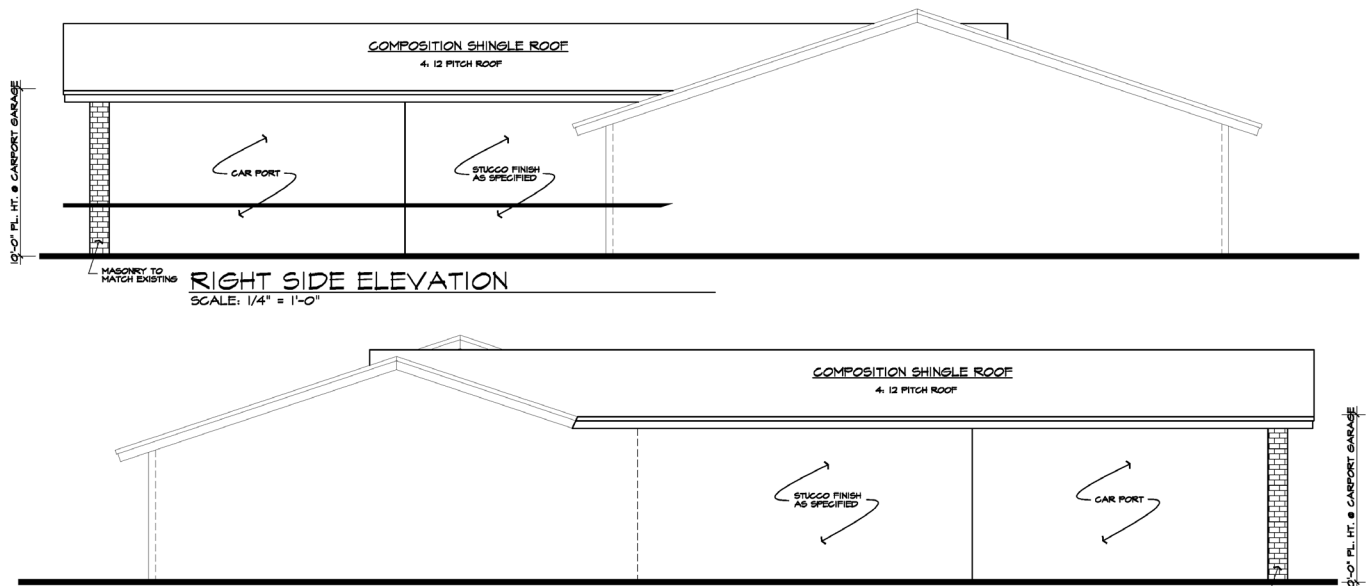 COMPOSITION SHINGLE ROOF
4: 12 PITCH ROOF
10'-0" PL. HT. @ CARPORT GARAGE
CAR PORT
STUCCO FINISH
AS SPECIFIED
MASONRY TO
MATCH EXISTING
RIGHT SIDE ELEVATION
SCALE: 1/4" = 1'-0"
COMPOSITION SHINGLE ROOF
4: 12 PITCH ROOF
STUCCO FINISH
AS SPECIFIED
CAR PORT
0'-0" PL. HT. @ CARPORT GARAGE